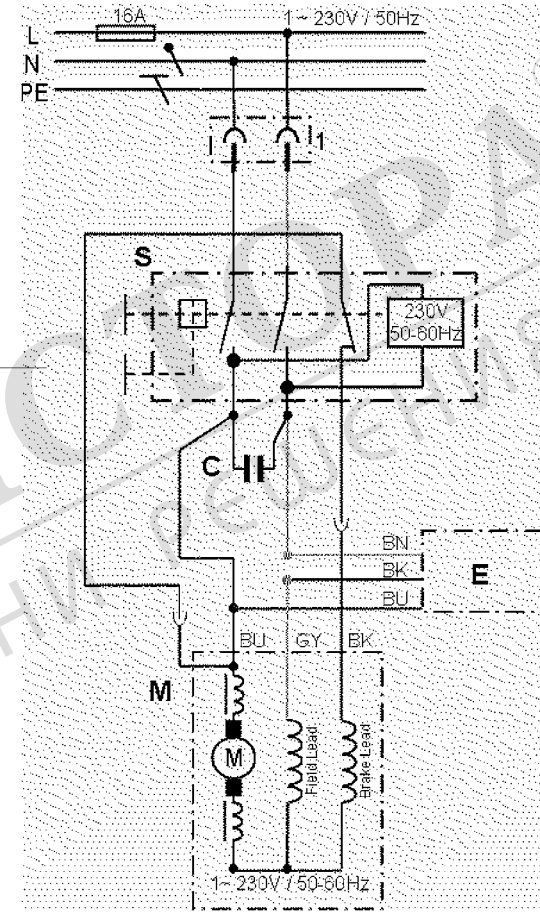 16A
1~ 230V / 50Hz
L
N
PE
1
S
230V
50-60Hz
C
BN
BK
E
BU
BU
GY
BK
M
M
Field Lead
Brake Lead
1~ 230V / 50-60Hz